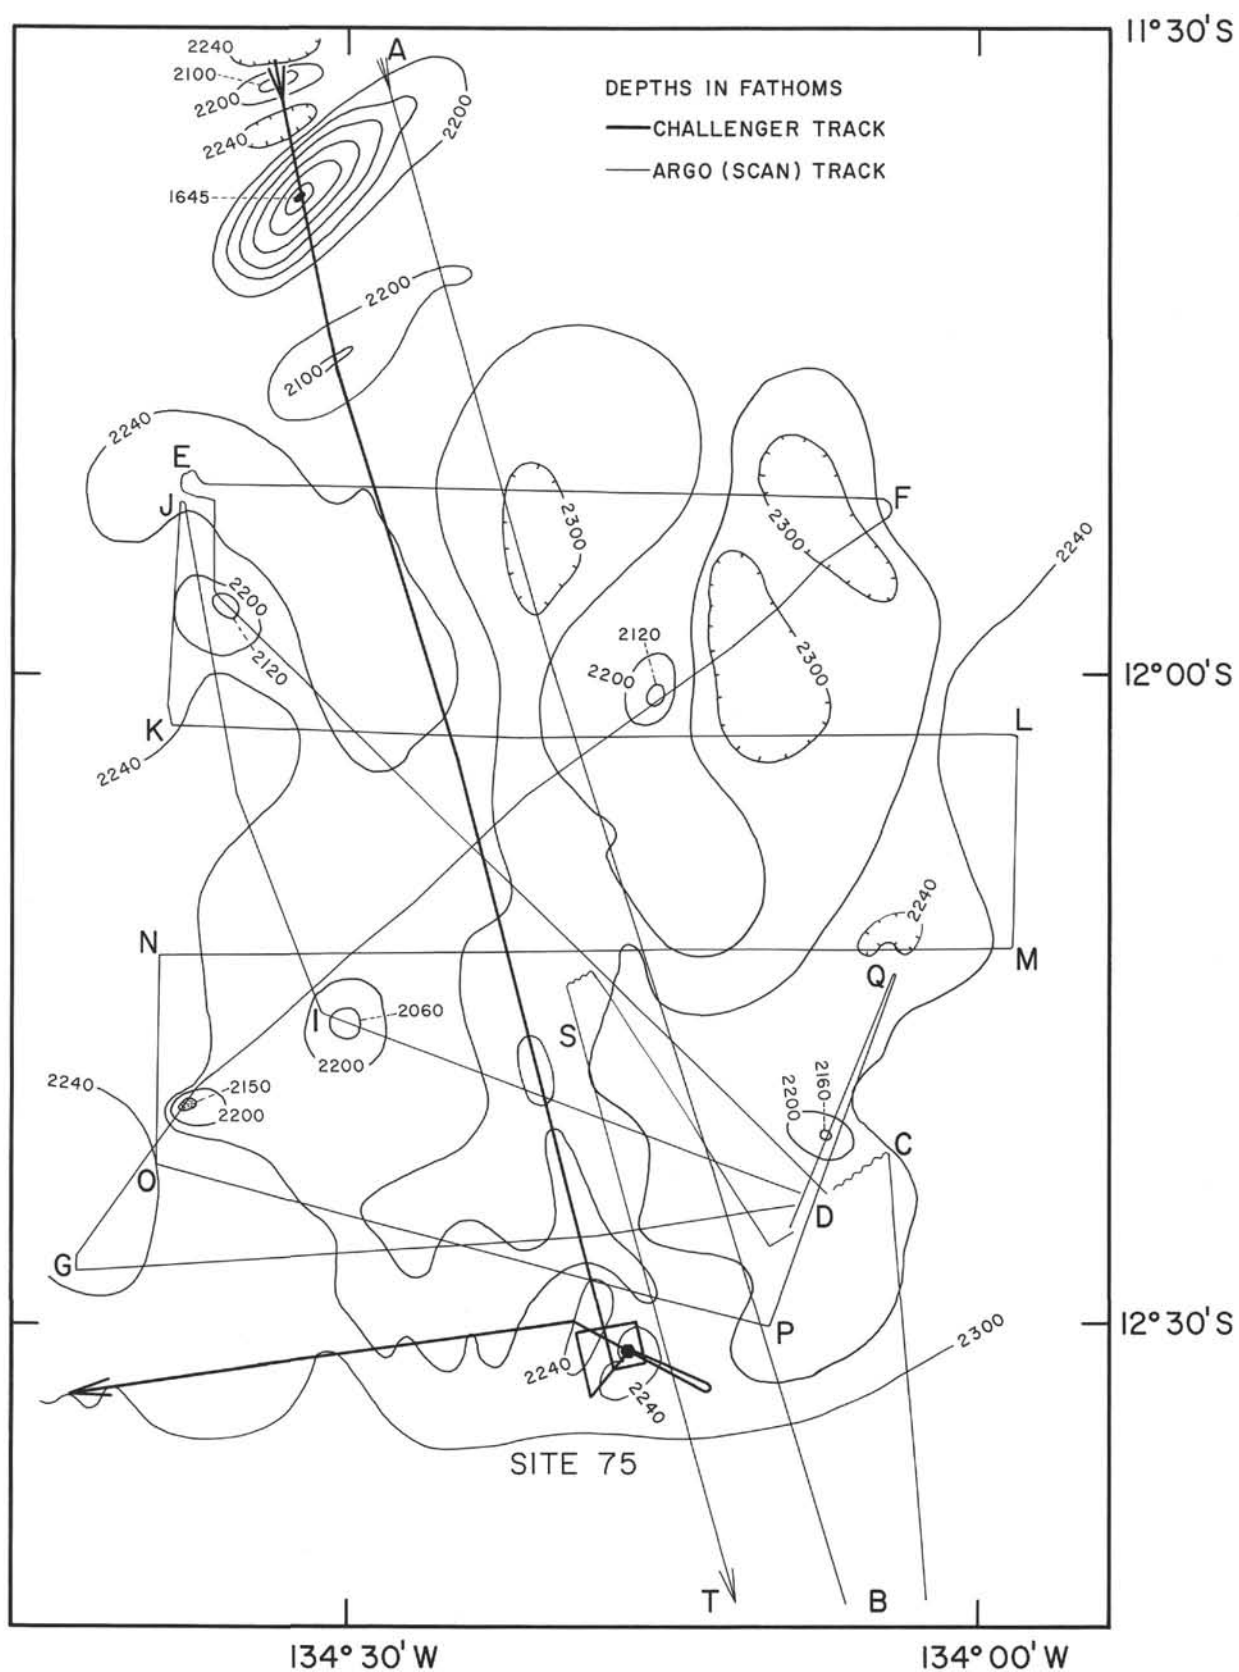 11°30'S
2240
A
2100
DEPTHS IN FATHOMS
2200
2200
CHALLENGER TRACK
2240
ARGO (SCAN) TRACK
1645
2200
2100
2240
E
J
F
2300
2300
2240
2200
2120
2120
2200
2300
12°00'S
K
L
2240
2240
N
M
Q
I
2060
S
2200
2240
2150
2200
2200
2160
C
O
D
G
P
12°30'S
2300
2240
2240
SITE 75
T
B
134°30'W
134°00'W